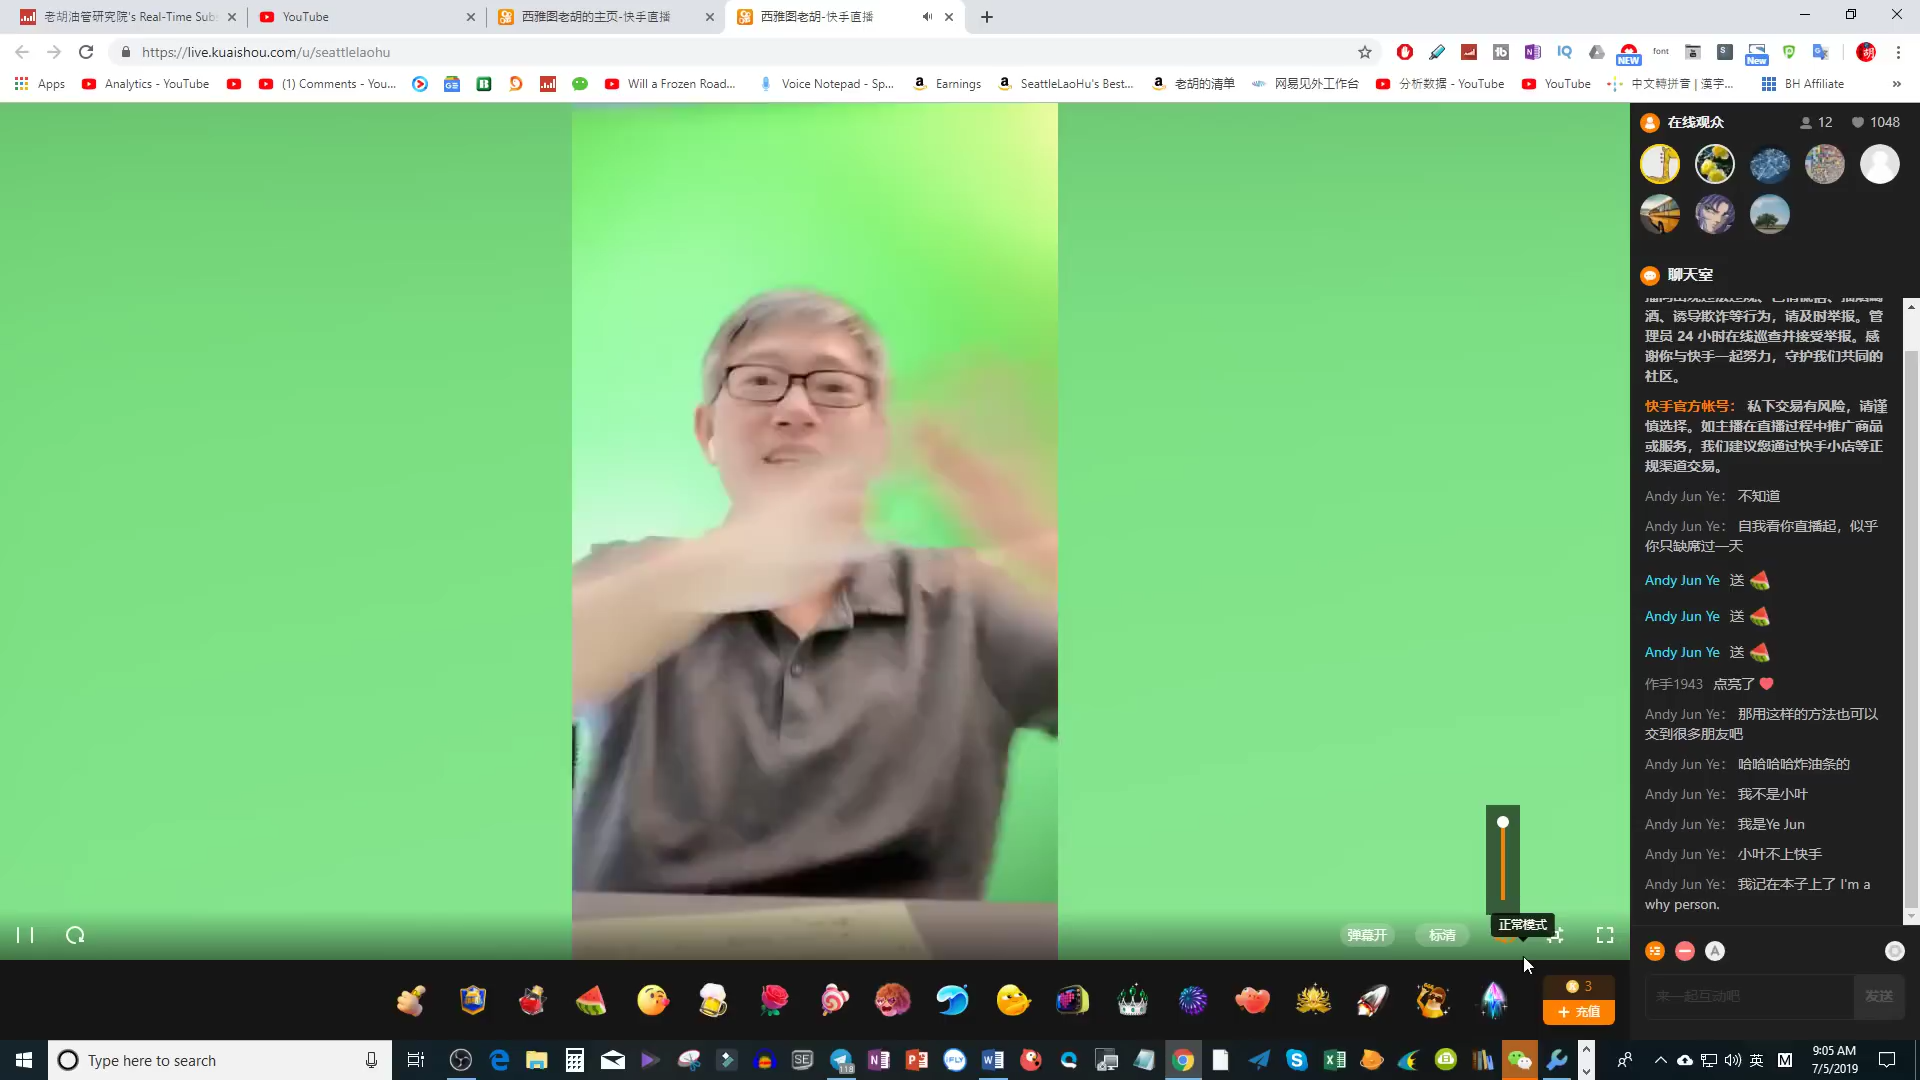 老胡油管研究院's Real-Time Sub
YouTube
西雅图老胡的主页-快手直播
西雅图老胡-快手直播
https://live.kuaishou.com/u/seattlelaohu
font
NEW
New
胡
Apps
Analytics - YouTube
(1) Comments - You...
Will a Frozen Road...
Voice Notepad - Sp...
Earnings
SeattleLaoHu's Best...
老胡的清单
网易见外工作台
分析数据 - YouTube
YouTube
中文轉拼音 | 漢字...
BH Affiliate
在线观众
12
1048
聊天室
酒、诱导欺诈等行为，请及时举报。管
理员 24 小时在线巡查并接受举报。感
谢你与快手一起努力，守护我们共同的
社区。
快手官方帐号： 私下交易有风险，请谨
慎选择。如主播在直播过程中推广商品
或服务，我们建议您通过快手小店等正
规渠道交易。
Andy Jun Ye： 不知道
Andy Jun Ye： 自我看你直播起，似乎
你只缺席过一天
Andy Jun Ye 送
Andy Jun Ye 送
Andy Jun Ye 送
作手1943 点亮了
Andy Jun Ye： 那用这样的方法也可以
交到很多朋友吧
Andy Jun Ye： 哈哈哈哈炸油条的
Andy Jun Ye： 我不是小叶
Andy Jun Ye： 我是Ye Jun
Andy Jun Ye： 小叶不上快手
Andy Jun Ye： 我记在本子上了 I'm a
why person.
正常模式
弹幕开
标清
3
+ 充值
来一起互动吧
发送
Type here to search
118
英
M
9:05 AM
7/5/2019